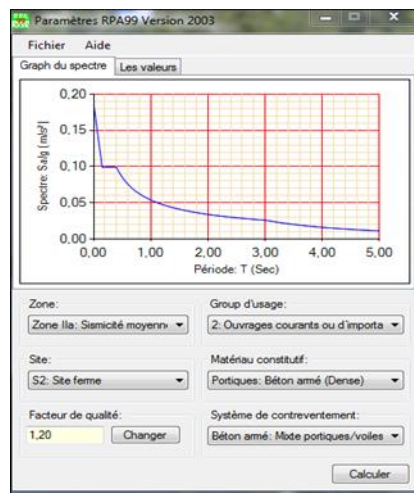 Paramètres RPA99 Version 2003
Fichier Aide
Graph du spectre Les valeurs
0,20
0,15
0,10
0,05
0,00
Spectre: Sa/g [m/s²]
0,00 1,00 2,00 3,00 4,00 5,00
Période: T (Sec)
Zone: Group d'usage:
Zone IIa: Sismicité moyenn 2: Ouvrages courants ou d'importa
Site: Matériau constitutif:
S2: Site ferme Portiques: Béton armé (Dense)
Facteur de qualité: Système de contreventement:
1,20 Changer Béton armé: Mixte portiques/voiles
Calculer